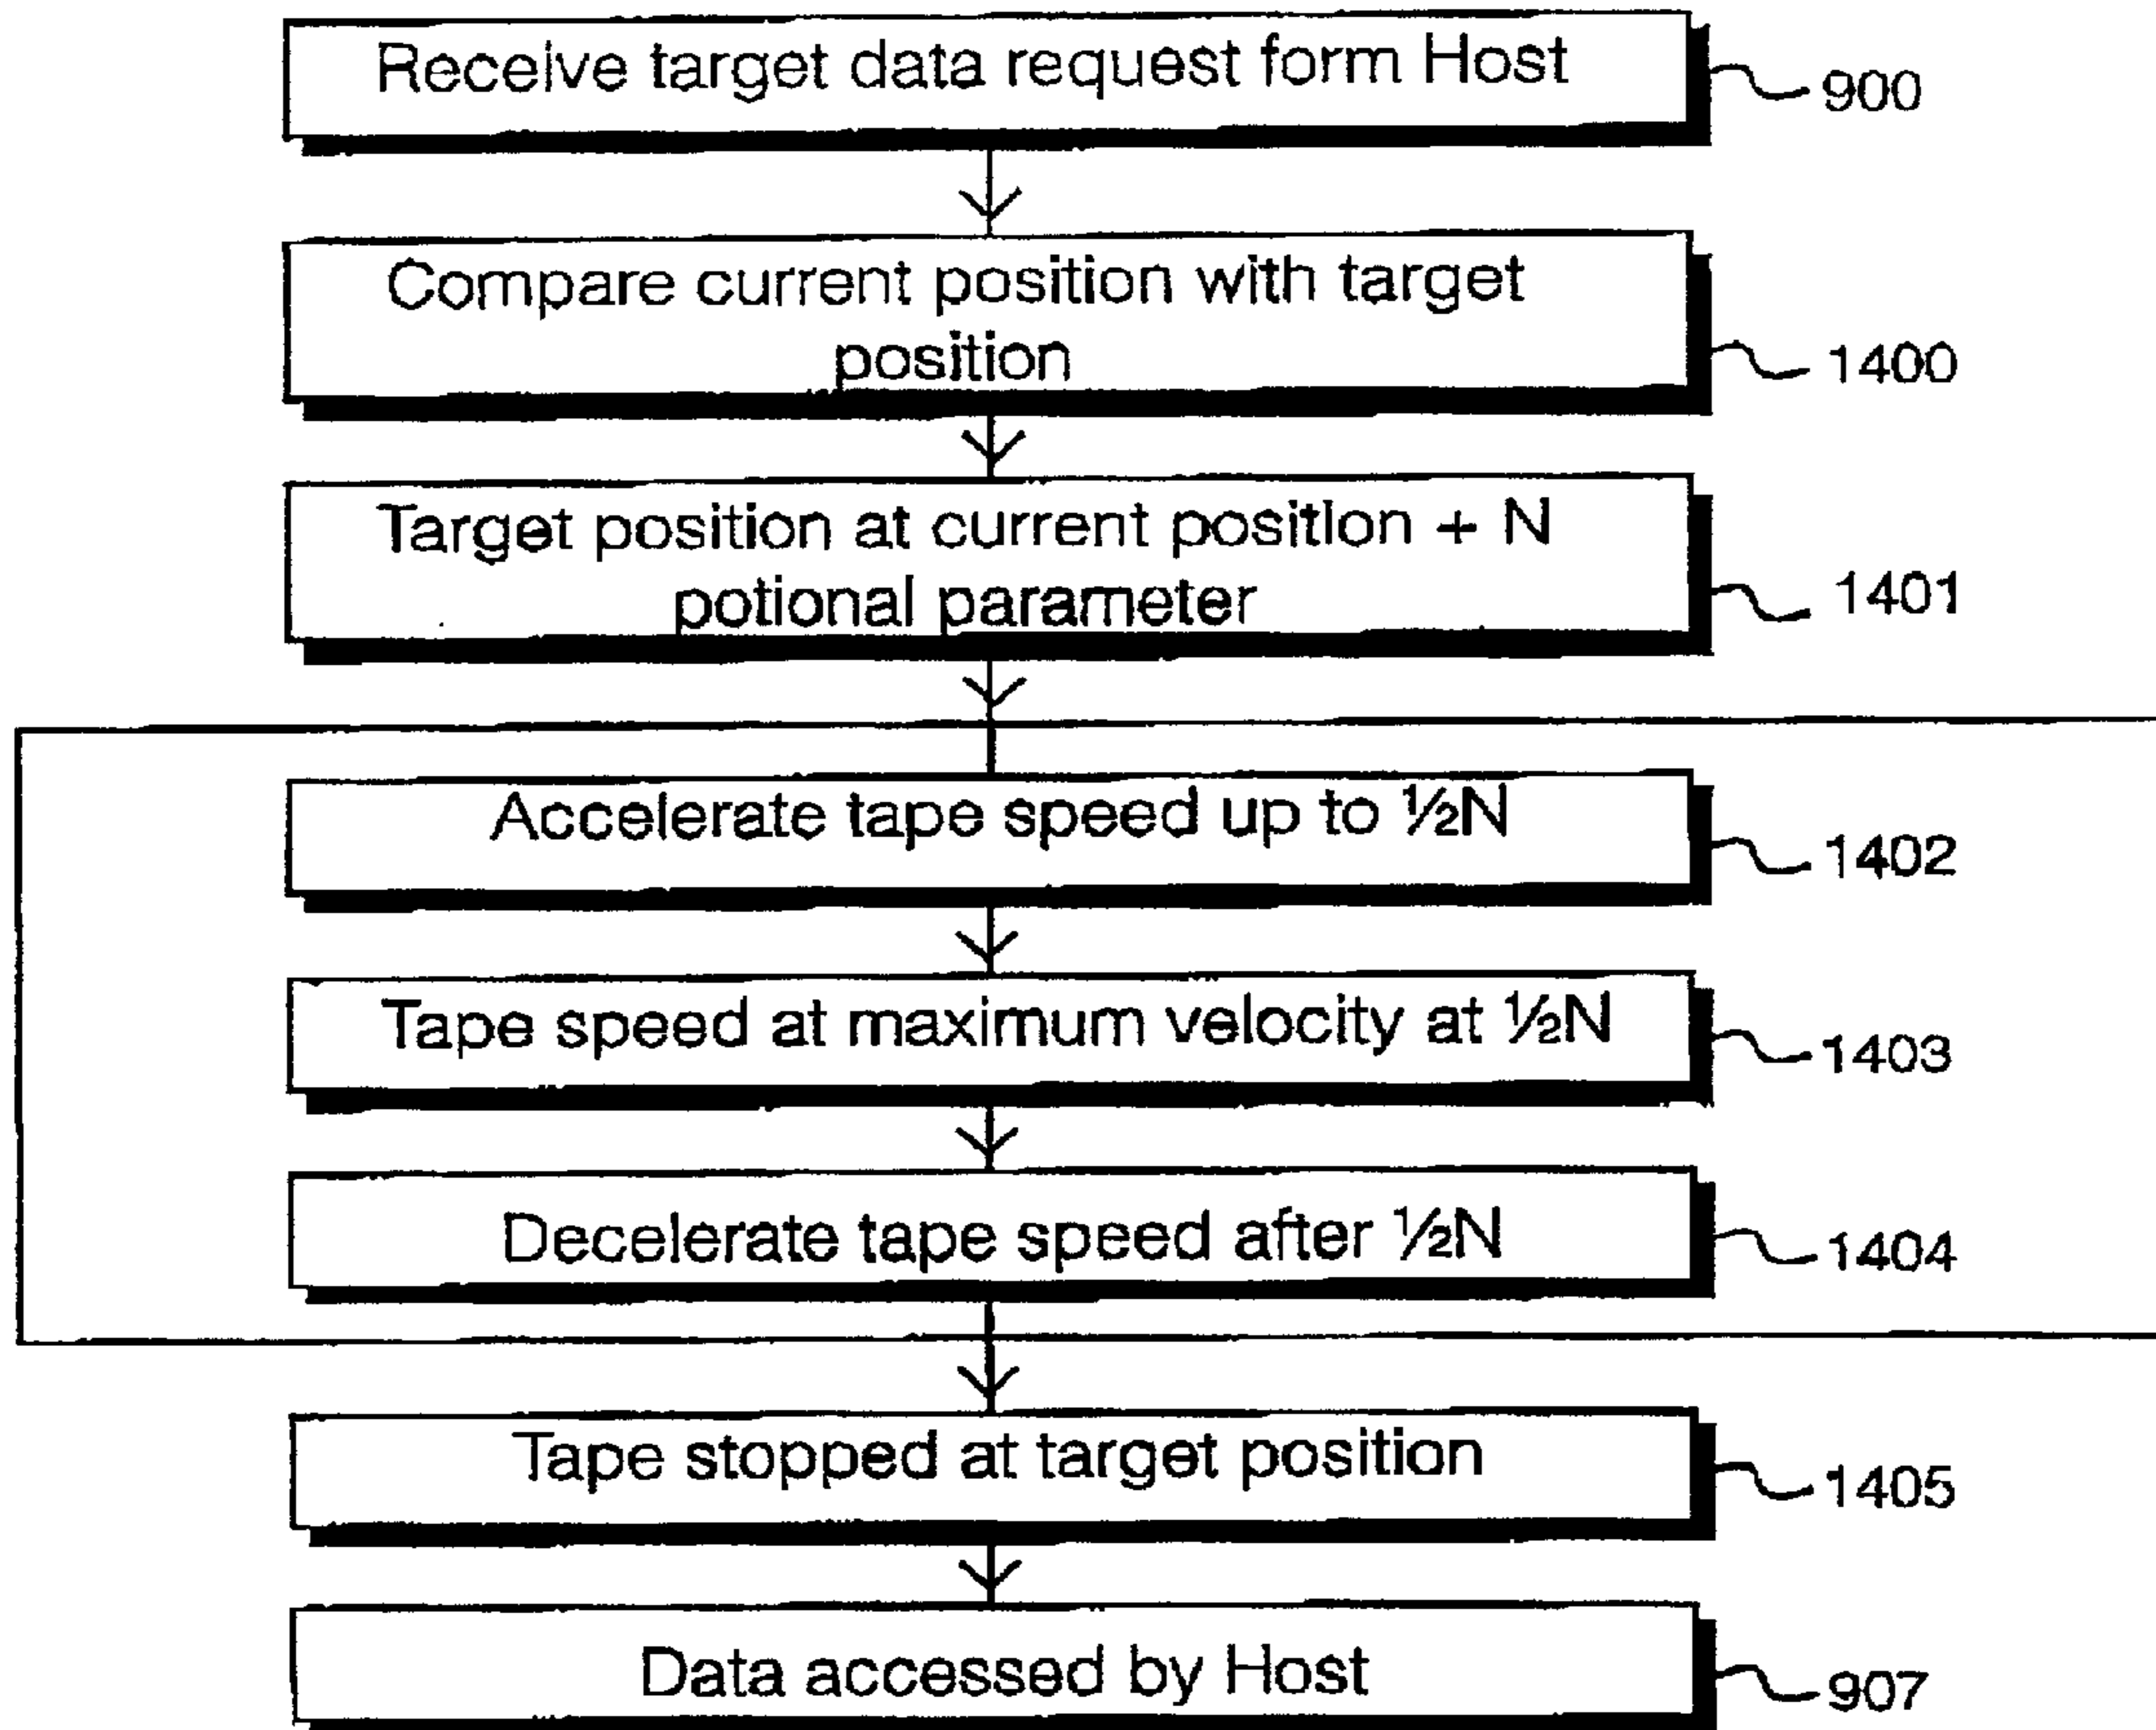 Receive target data request form Host
900
Compare current position with target
position
1400
Target position at current position + N
potional parameter
1401
Accelerate tape speed up to ½N
1402
Tape speed at maximum velocity at ½N
1403
Decelerate tape speed after ½N
1404
Tape stopped at target position
1405
Data accessed by Host
907